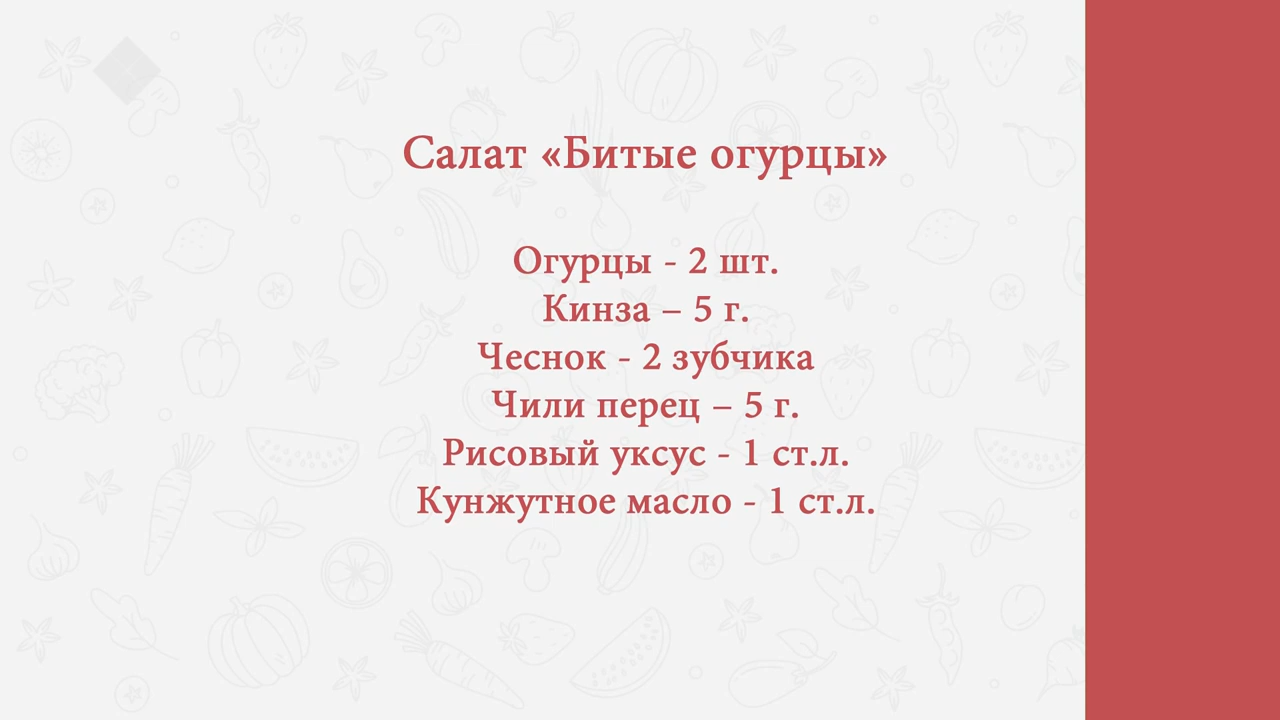 Салат «Битые огурцы»
Огурцы - 2 шт.
Кинза – 5 г.
Чеснок - 2 зубчика
Чили перец – 5 г.
Рисовый уксус - 1 ст.л.
Кунжутное масло - 1 ст.л.